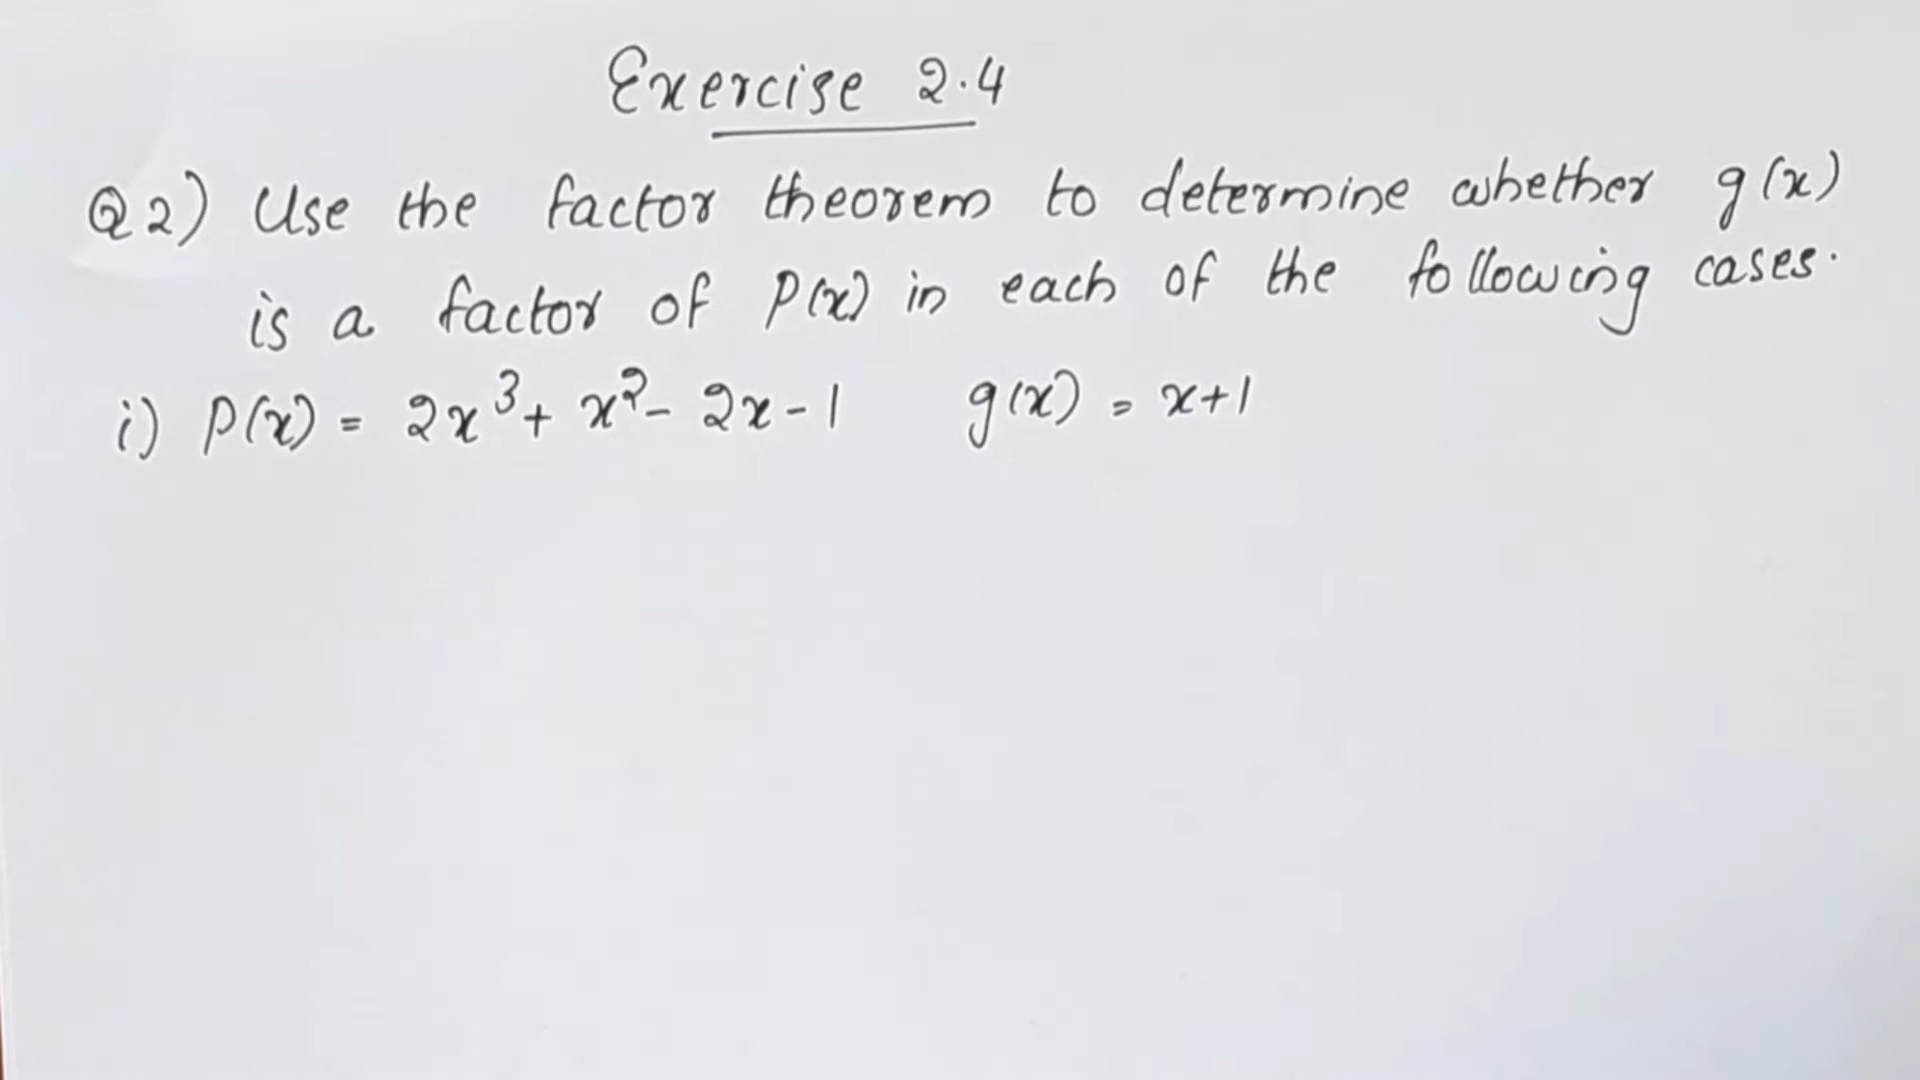 Exercise 2.4
Q2) Use the factor theorem to determine whether g(x)
is a factor of P(x) in each of the following cases.
i) P(x) = 2x³ + x² - 2x - 1 g(x) = x+1